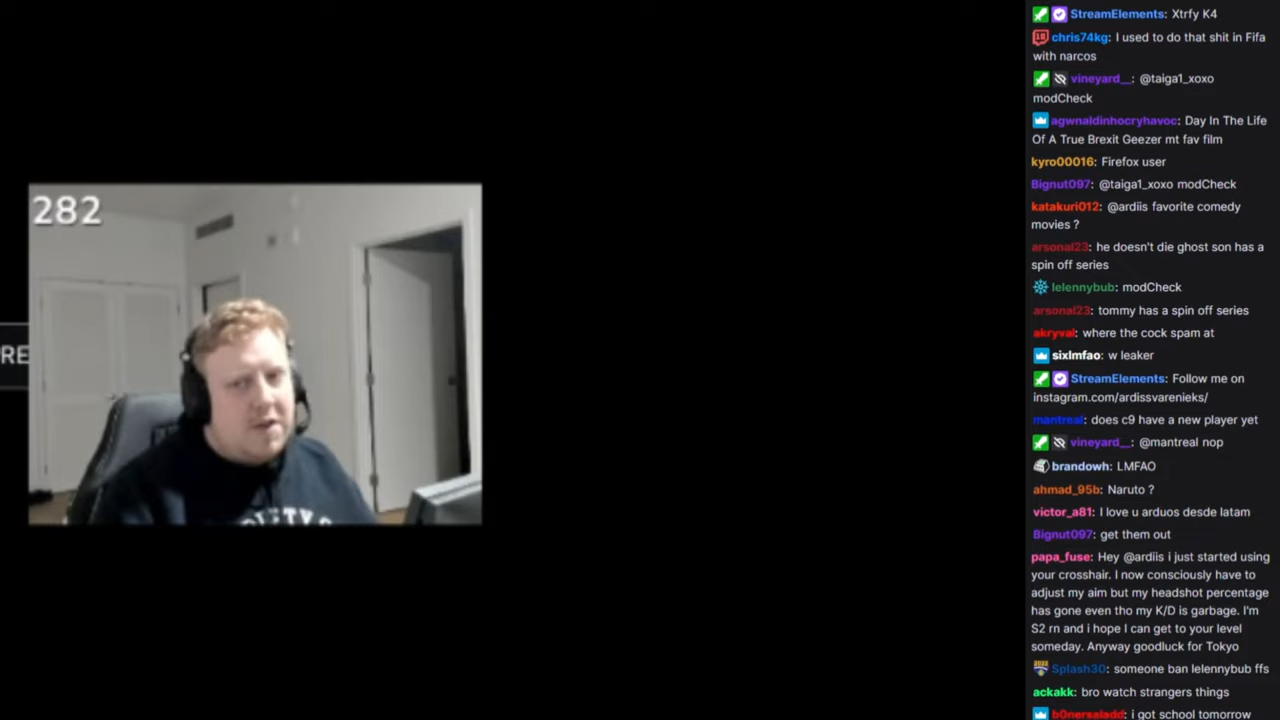 282
RE
StreamElements: Xtrfy K4
chris74kg: I used to do that shit in Fifa
with narcos
vineyard__: @taiga1_xoxo
modCheck
agwnaldinhocryhavoc: Day In The Life
Of A True Brexit Geezer mt fav film
kyro00016: Firefox user
Bignut097: @taiga1_xoxo modCheck
katakuri012: @ardiis favorite comedy
movies ?
arsonal23: he doesn't die ghost son has a
spin off series
lelennybub: modCheck
arsonal23: tommy has a spin off series
akryval: where the cock spam at
sixlmfao: w leaker
StreamElements: Follow me on
instagram.com/ardissvarenieks/
mantreal: does c9 have a new player yet
vineyard__: @mantreal nop
brandowh: LMFAO
ahmad_95b: Naruto ?
victor_a81: I love u arduos desde latam
Bignut097: get them out
papa_fuse: Hey @ardiis i just started using
your crosshair. I now consciously have to
adjust my aim but my headshot percentage
has gone even tho my K/D is garbage. I'm
S2 rn and i hope I can get to your level
someday. Anyway goodluck for Tokyo
Splash30: someone ban lelennybub ffs
ackakk: bro watch strangers things
b0nersaladd: i got school tomorrow